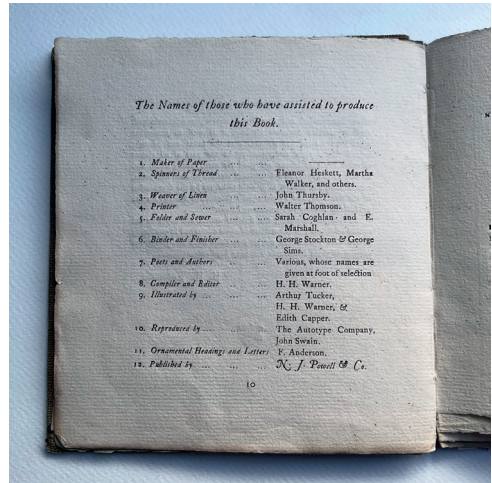 The Names of those who have assisted to produce
this Book.
1. Maker of Paper ... ...
2. Spinners of Thread ... ... Eleanor Heskett, Martha
Walker, and others.
3. Weaver of Linen ... ... John Thursby.
4. Printer ... ... ... Walter Thomson.
5. Folder and Sewer ... ... Sarah Coghlan and E.
Marshall.
6. Binder and Finisher ... ... George Stockton & George
Sims.
7. Poets and Authors ... ... Various, whose names are
given at foot of selection
8. Compiler and Editor ... H. H. Warner.
9. Illustrated by ... ... ... Arthur Tucker,
H. H. Warner, &
Edith Capper.
10. Reproduced by ... ... ... The Autotype Company,
John Swain.
11. Ornamental Headings and Letters F. Anderson.
12. Published by ... ... ... N. J. Powell & Co.
10